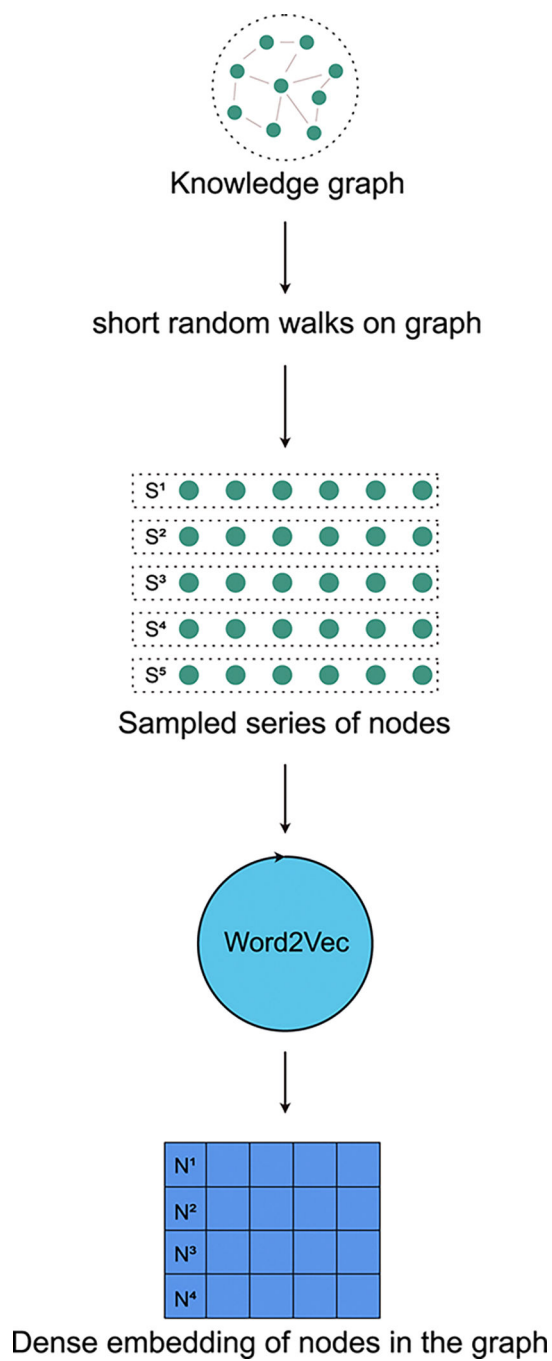 Knowledge graph
short random walks on graph
S¹
S²
S³
S⁴
S⁵
Sampled series of nodes
Word2Vec
N¹
N²
N³
N⁴
Dense embedding of nodes in the graph